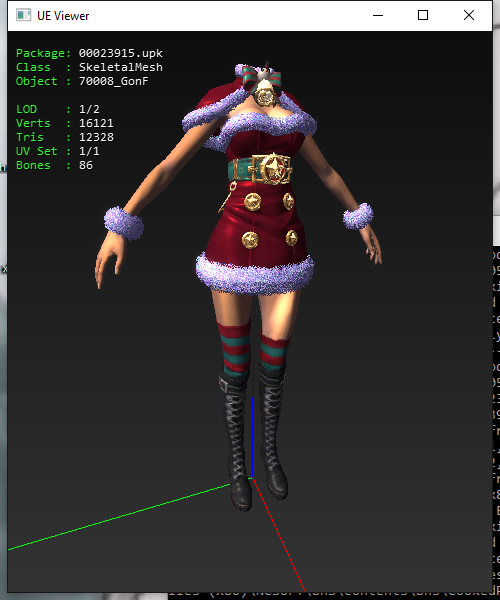 UE Viewer
Package: 00023915.upk
Class : SkeletalMesh
Object : 70008_GonF
LOD : 1/2
Verts : 16121
Tris : 12328
UV Set : 1/1
Bones : 86